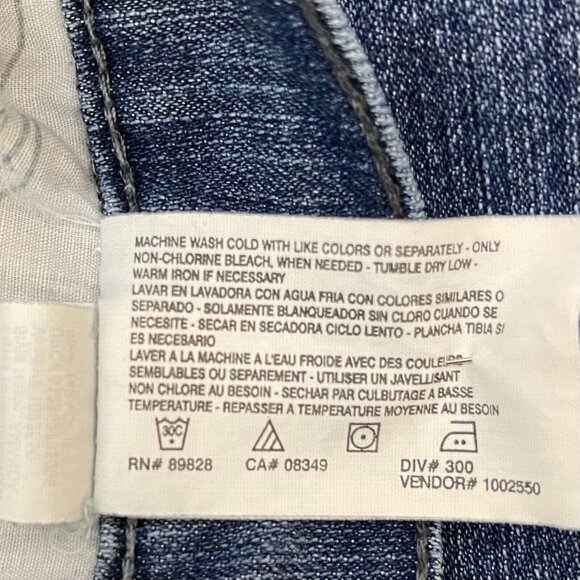 MACHINE WASH COLD WITH LIKE COLORS OR SEPARATELY - ONLY
NON-CHLORINE BLEACH, WHEN NEEDED - TUMBLE DRY LOW -
WARM IRON IF NECESSARY
LAVAR EN LAVADORA CON AGUA FRIA CON COLORES SIMILARES O
SEPARADO - SOLAMENTE BLANQUEADOR SIN CLORO CUANDO SE
NECESITE - SECAR EN SECADORA CICLO LENTO - PLANCHA TIBIA SI
ES NECESARIO
LAVER A LA MACHINE A L'EAU FROIDE AVEC DES COULEURS
SEMBLABLES OU SEPAREMENT - UTILISER UN JAVELLISANT
NON CHLORE AU BESOIN - SECHAR PAR CULBUTAGE A BASSE
TEMPERATURE - REPASSER A TEMPERATURE MOYENNE AU BESOIN
30C
RN# 89828 CA# 08349 DIV# 300
VENDOR# 1002550